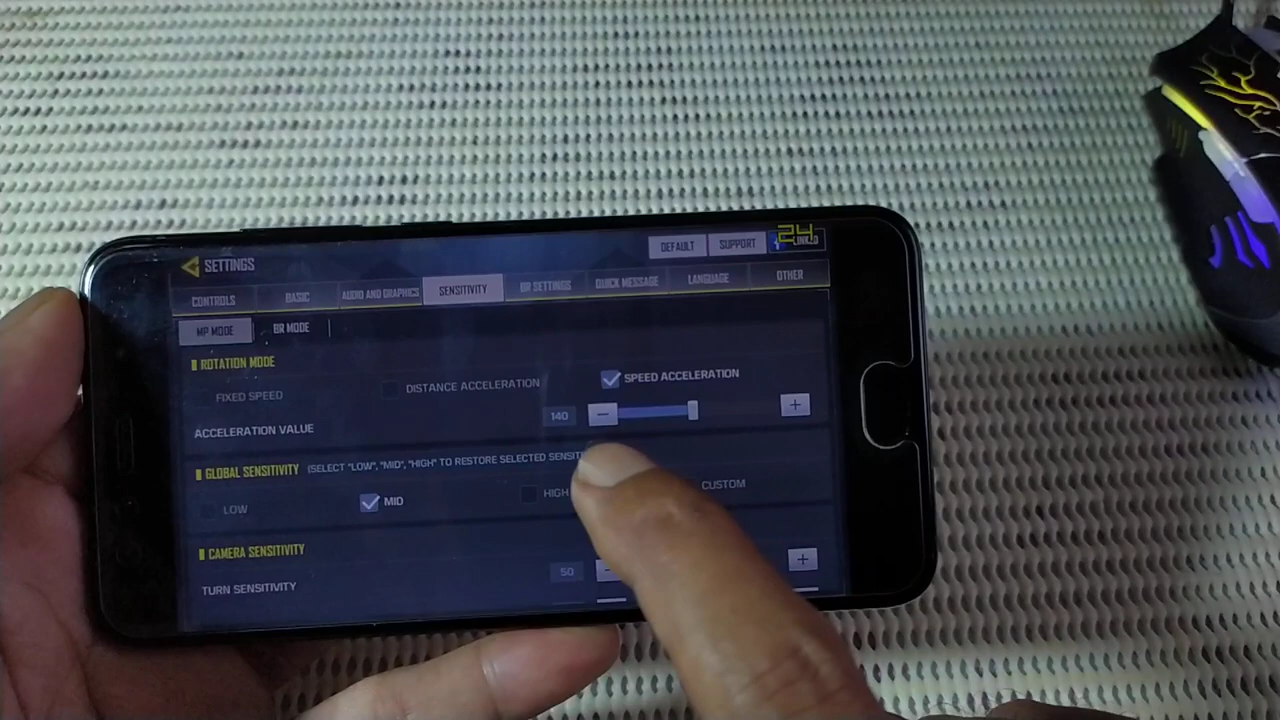 SETTINGS
DEFAULT
SUPPORT
24
LINKED
CONTROLS
BASIC
AUDIO AND GRAPHICS
SENSITIVITY
BR SETTINGS
QUICK MESSAGE
LANGUAGE
OTHER
MP MODE
BR MODE
ROTATION MODE
FIXED SPEED
DISTANCE ACCELERATION
SPEED ACCELERATION
ACCELERATION VALUE
140
GLOBAL SENSITIVITY (SELECT "LOW", "MID", "HIGH" TO RESTORE SELECTED SENSIT
LOW
MID
HIGH
CUSTOM
CAMERA SENSITIVITY
TURN SENSITIVITY
50